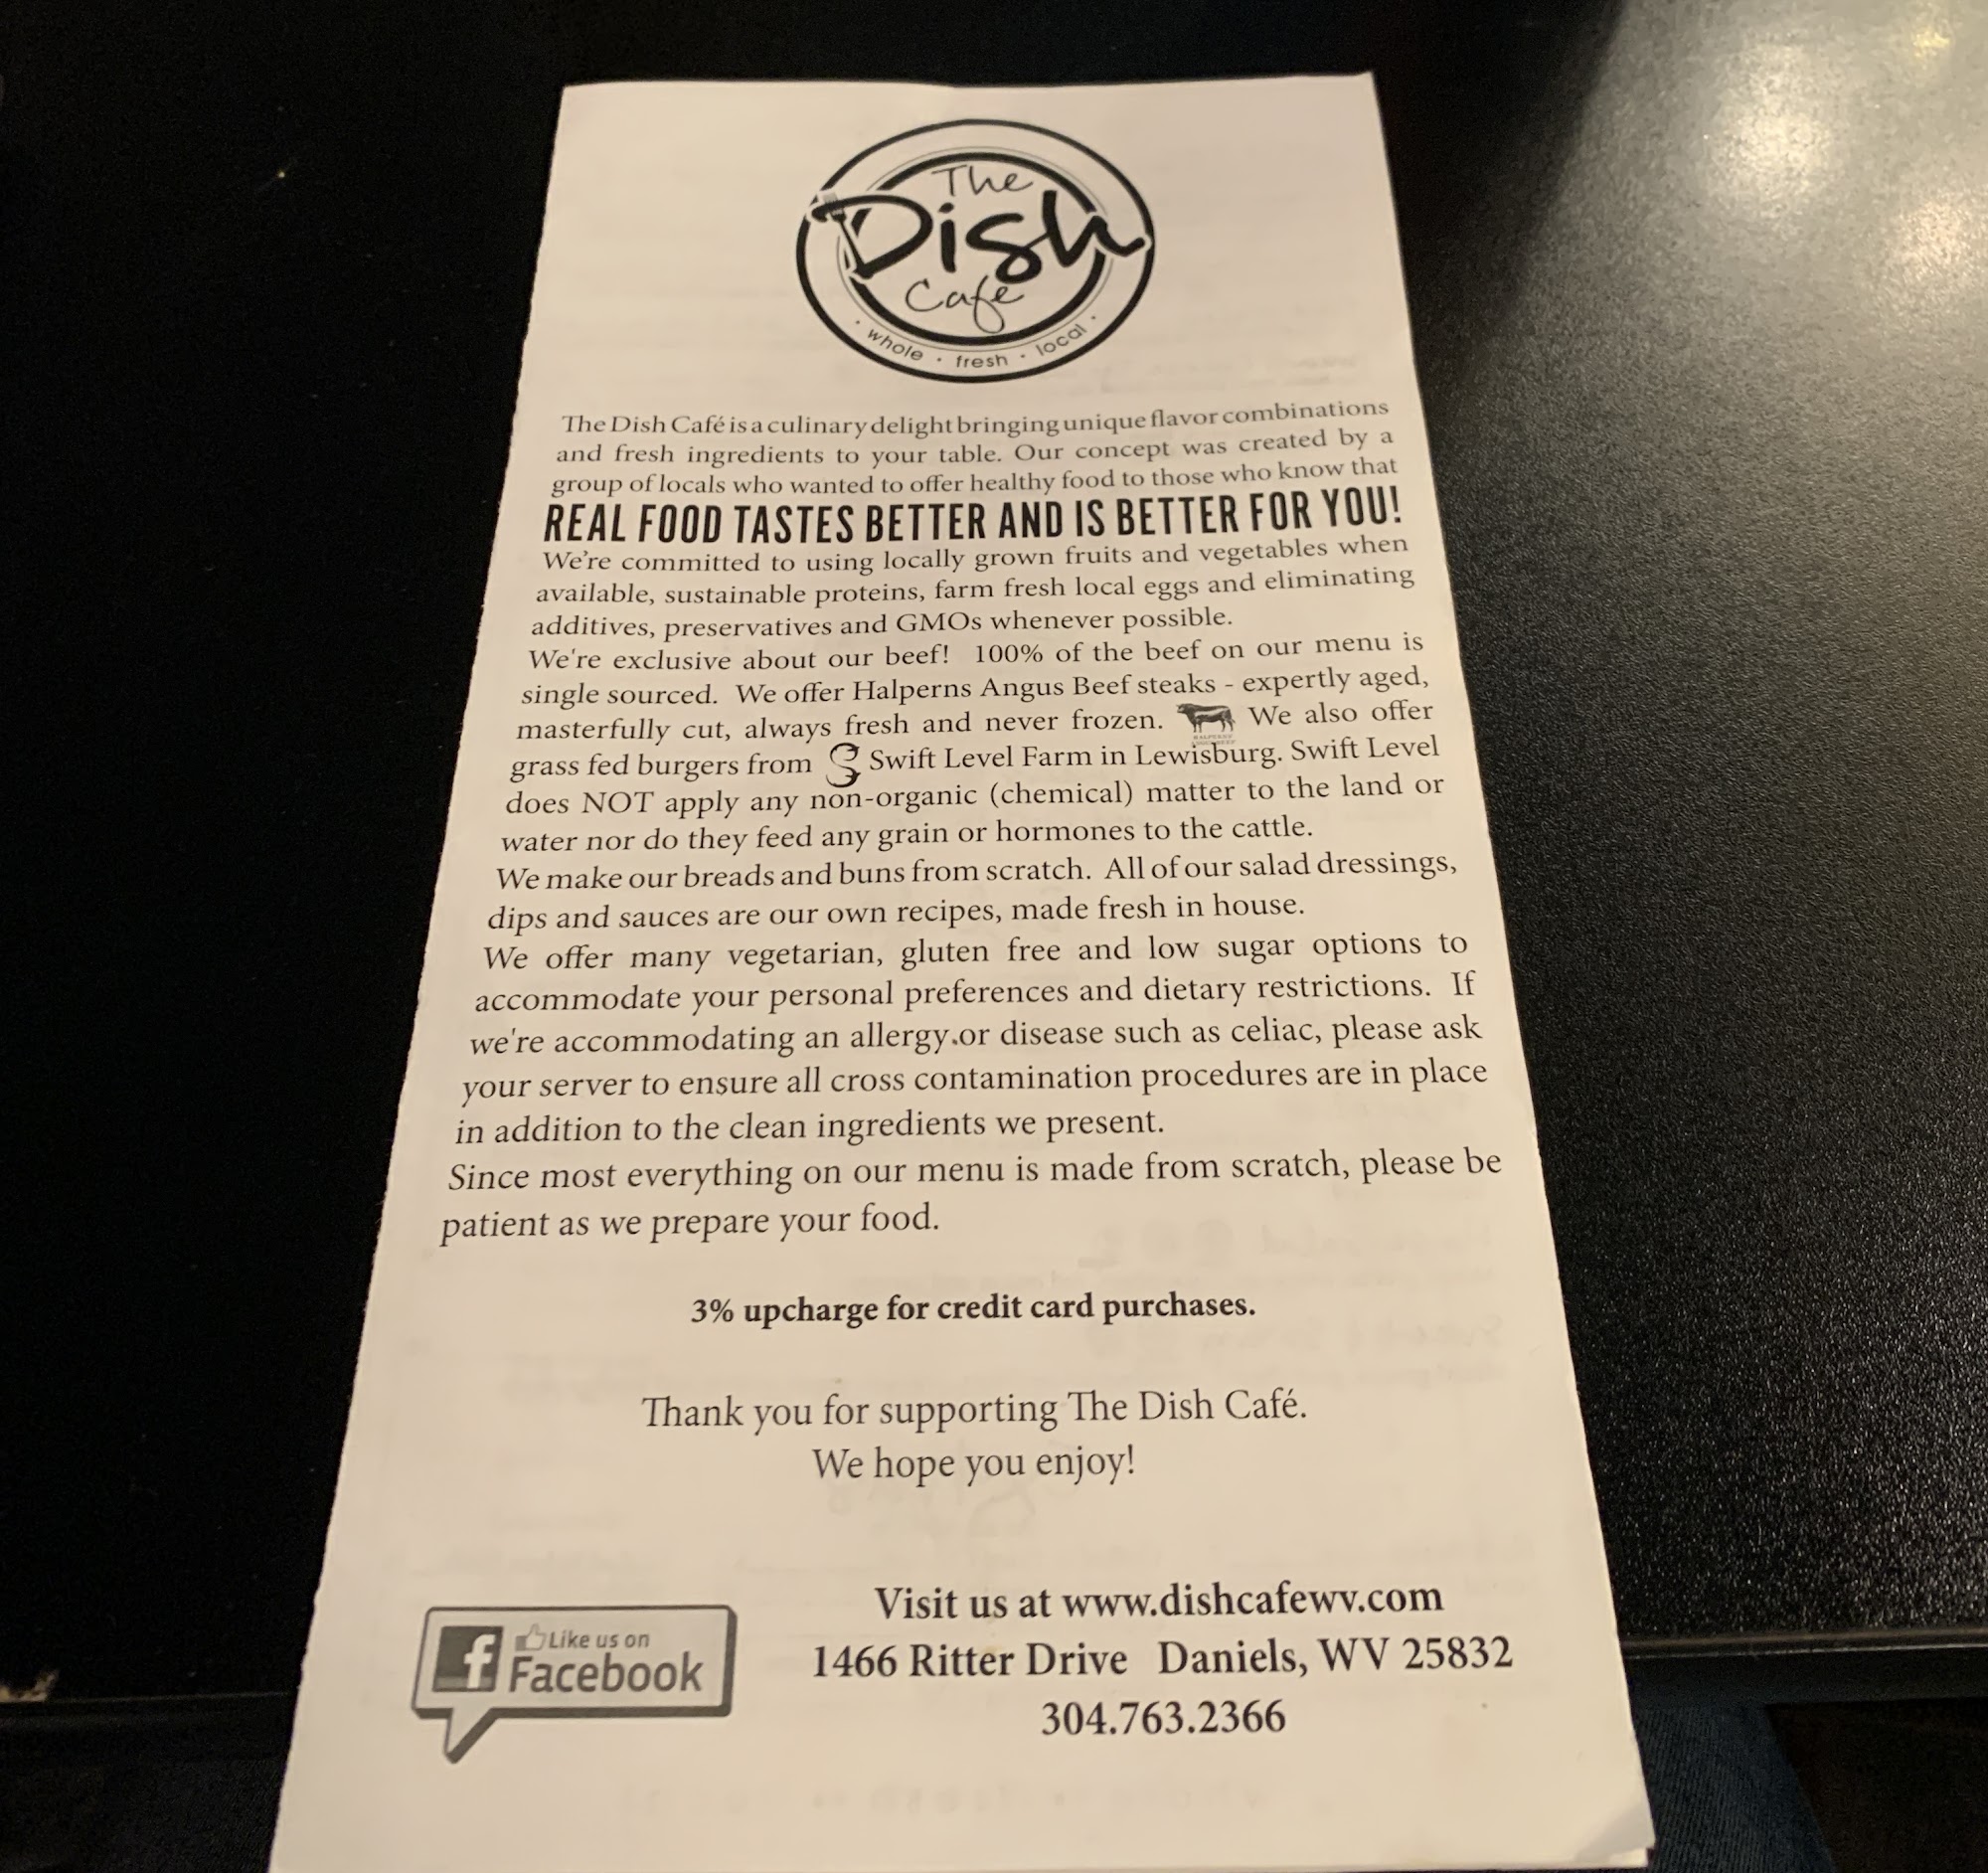 The
Dish
Cafe
· whole · fresh · local ·
The Dish Café is a culinary delight bringing unique flavor combinations
and fresh ingredients to your table. Our concept was created by a
group of locals who wanted to offer healthy food to those who know that
REAL FOOD TASTES BETTER AND IS BETTER FOR YOU!
We're committed to using locally grown fruits and vegetables when
available, sustainable proteins, farm fresh local eggs and eliminating
additives, preservatives and GMOs whenever possible.
We're exclusive about our beef! 100% of the beef on our menu is
single sourced. We offer Halperns Angus Beef steaks - expertly aged,
masterfully cut, always fresh and never frozen. We also offer
grass fed burgers from Swift Level Farm in Lewisburg. Swift Level
does NOT apply any non-organic (chemical) matter to the land or
water nor do they feed any grain or hormones to the cattle.
We make our breads and buns from scratch. All of our salad dressings,
dips and sauces are our own recipes, made fresh in house.
We offer many vegetarian, gluten free and low sugar options to
accommodate your personal preferences and dietary restrictions. If
we're accommodating an allergy or disease such as celiac, please ask
your server to ensure all cross contamination procedures are in place
in addition to the clean ingredients we present.
Since most everything on our menu is made from scratch, please be
patient as we prepare your food.
3% upcharge for credit card purchases.
Thank you for supporting The Dish Café.
We hope you enjoy!
Like us on
Facebook
Visit us at www.dishcafewv.com
1466 Ritter Drive Daniels, WV 25832
304.763.2366